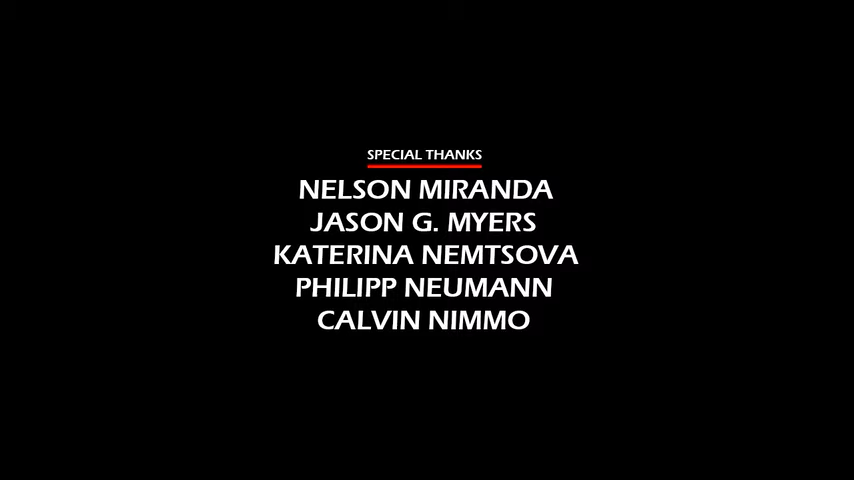 SPECIAL THANKS
NELSON MIRANDA
JASON G. MYERS
KATERINA NEMTSOVA
PHILIPP NEUMANN
CALVIN NIMMO